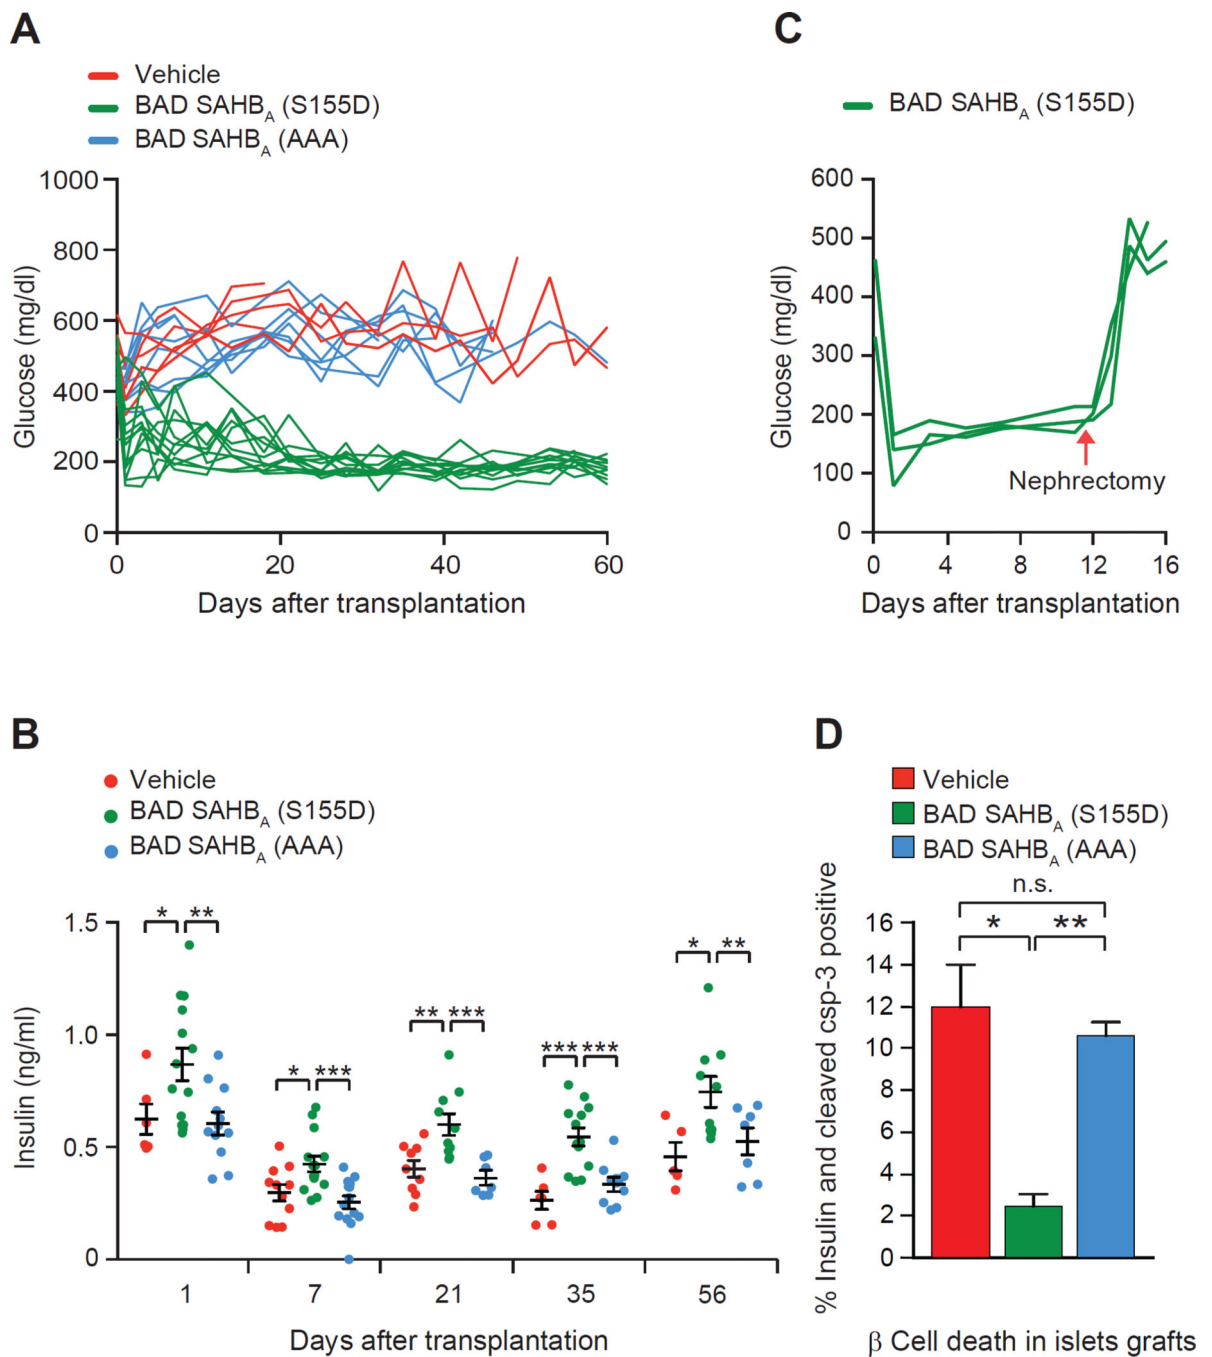 A
Vehicle
BAD SAHBA (S155D)
BAD SAHBA (AAA)
1000
800
600
400
200
0
Glucose (mg/dl)
0 20 40 60
Days after transplantation
C
BAD SAHBA (S155D)
600
500
400
300
200
100
0
Glucose (mg/dl)
Nephrectomy
0 4 8 12 16
Days after transplantation
B
Vehicle
BAD SAHBA (S155D)
BAD SAHBA (AAA)
1.5
1.0
0.5
0
Insulin (ng/ml)
* **
* ***
** ***
*** ***
* **
1 7 21 35 56
Days after transplantation
D
Vehicle
BAD SAHBA (S155D)
BAD SAHBA (AAA)
n.s.
* **
16
14
12
10
8
6
4
2
0
% Insulin and cleaved csp-3 positive
β Cell death in islets grafts